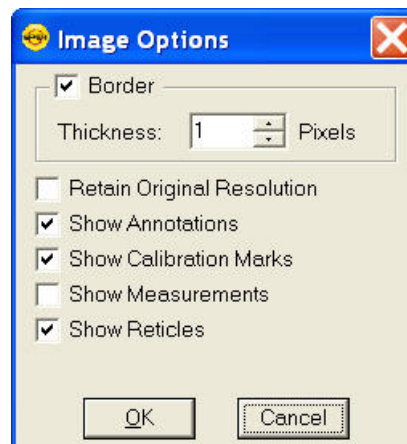 Image Options
Border
Thickness: 1 Pixels
Retain Original Resolution
Show Annotations
Show Calibration Marks
Show Measurements
Show Reticles
OK Cancel